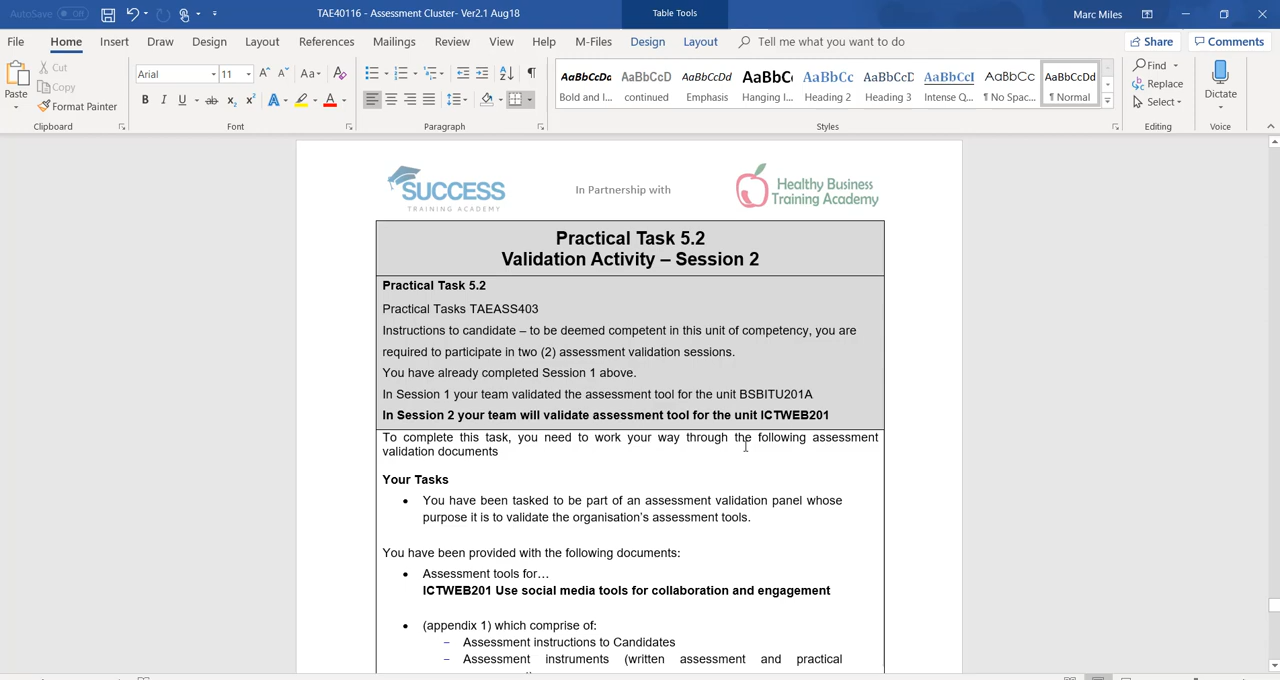 AutoSave Off TAE40116 - Assessment Cluster- Ver2.1 Aug18 Table Tools Marc Miles
File Home Insert Draw Design Layout References Mailings Review View Help M-Files Design Layout Tell me what you want to do Share Comments
Paste Cut Copy Format Painter
Arial 11
AaBbCcDc AaBbCcD AaBbCcDd AaBbC AaBbCc AaBbCcD AaBbCcI AaBbCc AaBbCcDd
Bold and I... continued Emphasis Hanging I... Heading 2 Heading 3 Intense Q... ¶ No Spac... ¶ Normal
Find Replace Select
Dictate
Clipboard Font Paragraph Styles Editing Voice
SUCCESS
TRAINING ACADEMY
In Partnership with
Healthy Business
Training Academy
Practical Task 5.2
Validation Activity – Session 2
Practical Task 5.2
Practical Tasks TAEASS403
Instructions to candidate – to be deemed competent in this unit of competency, you are
required to participate in two (2) assessment validation sessions.
You have already completed Session 1 above.
In Session 1 your team validated the assessment tool for the unit BSBITU201A
In Session 2 your team will validate assessment tool for the unit ICTWEB201
To complete this task, you need to work your way through the following assessment
validation documents
Your Tasks
• You have been tasked to be part of an assessment validation panel whose
purpose it is to validate the organisation's assessment tools.
You have been provided with the following documents:
• Assessment tools for…
ICTWEB201 Use social media tools for collaboration and engagement
• (appendix 1) which comprise of:
− Assessment instructions to Candidates
− Assessment instruments (written assessment and practical